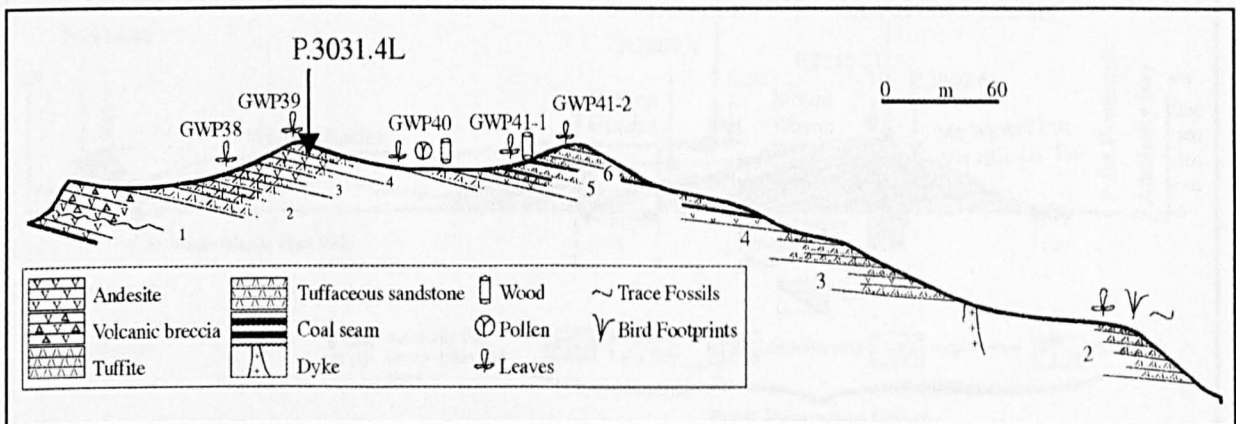 P.3031.4L
GWP39
GWP38
GWP40
GWP41-1
GWP41-2
0 m 60
1
2
3
4
5
6
4
3
2
Andesite
Volcanic breccia
Tuffite
Tuffaceous sandstone
Coal seam
Dyke
Wood
Pollen
Leaves
Trace Fossils
Bird Footprints